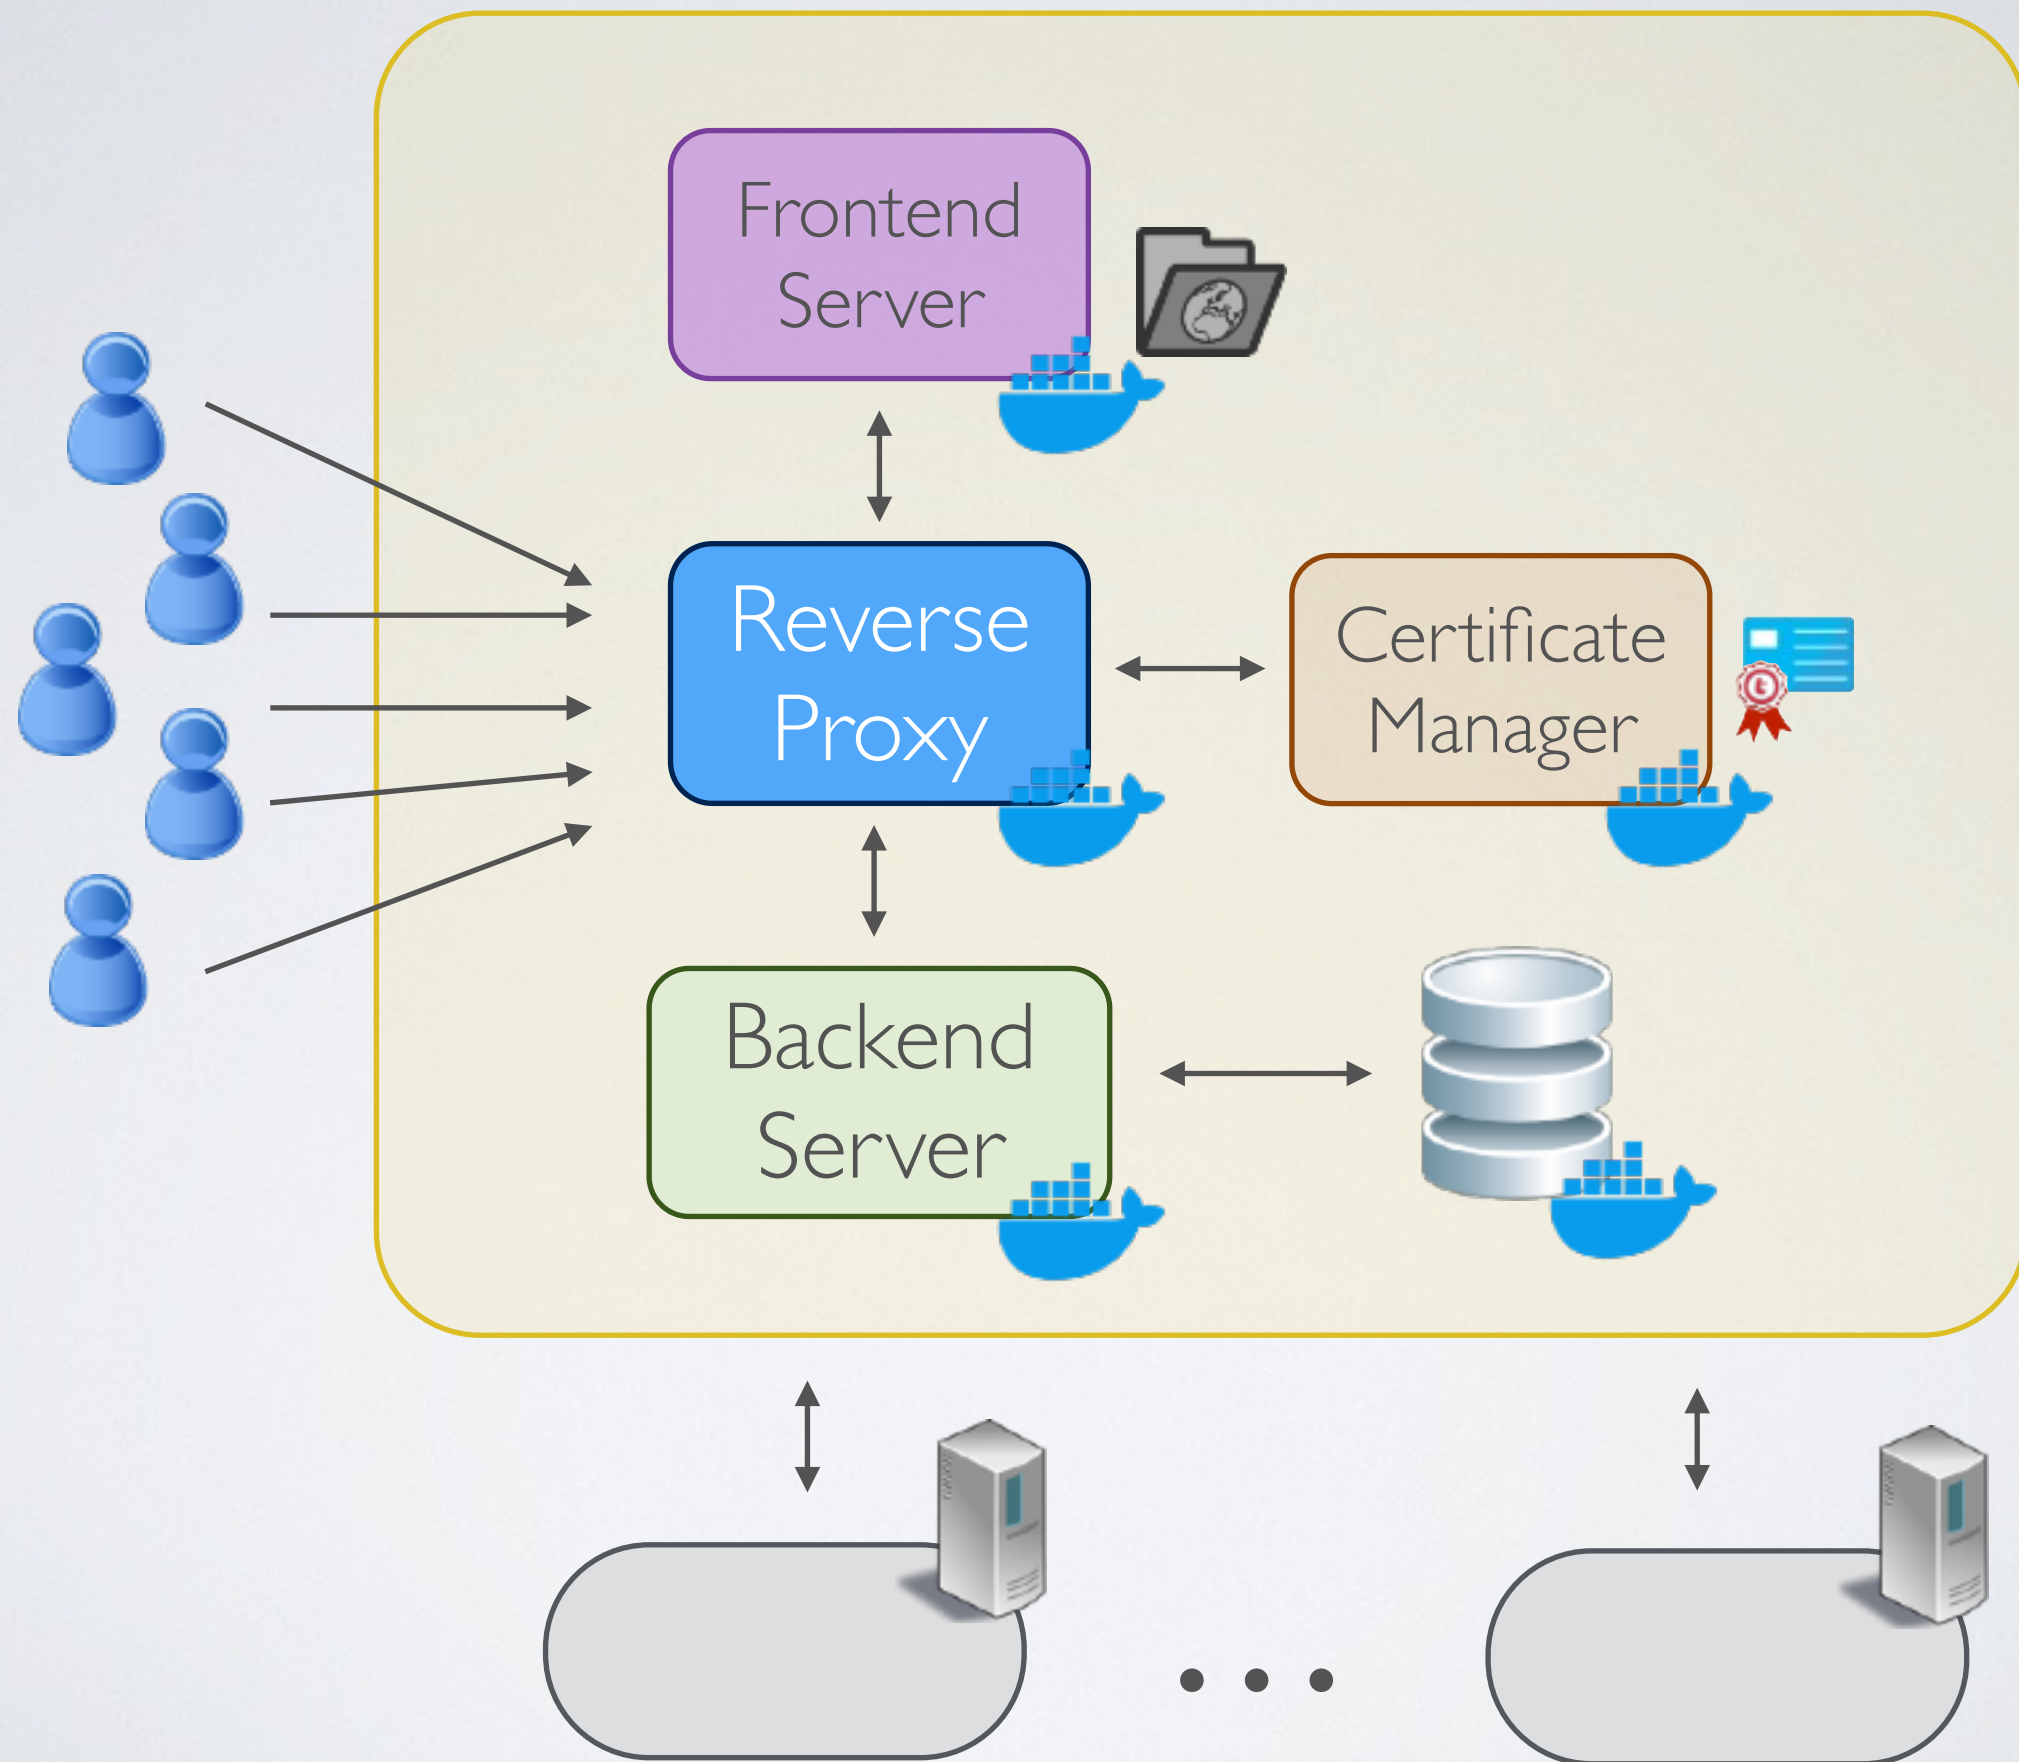 Frontend
Server
Reverse
Proxy
Certificate
Manager
Backend
Server